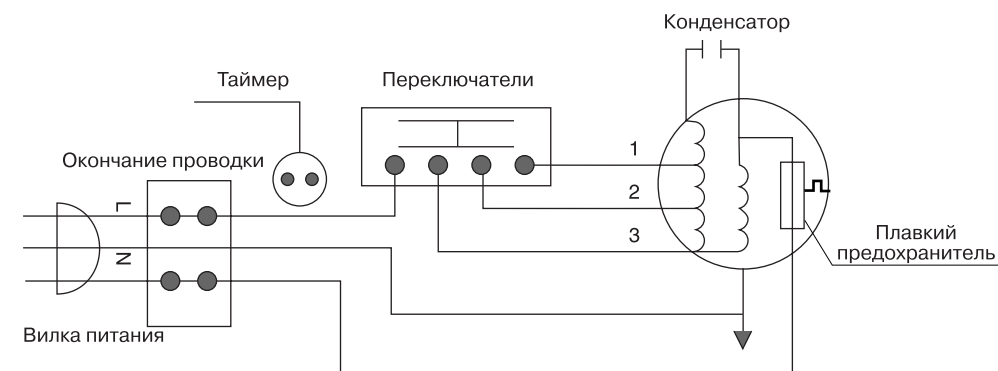 Конденсатор
Таймер
Переключатели
Окончание проводки
1
2
3
L
N
Плавкий
предохранитель
Вилка питания